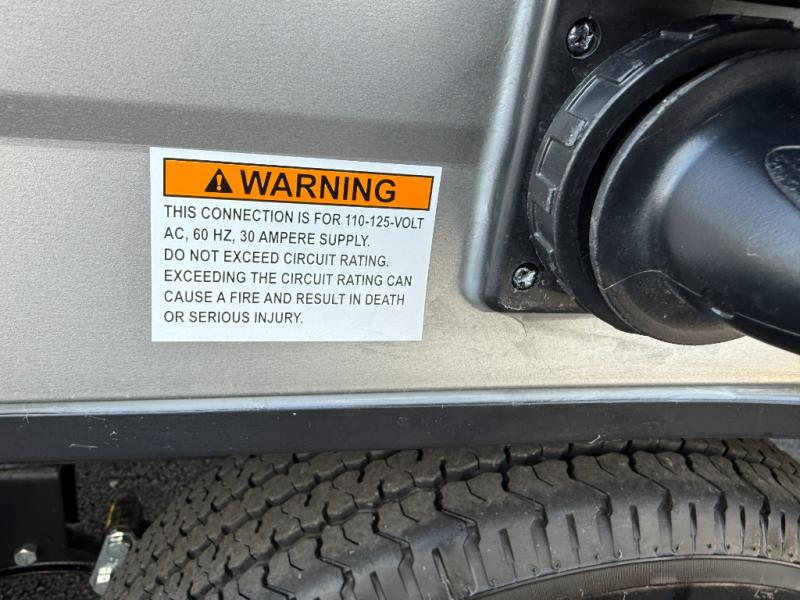 WARNING
THIS CONNECTION IS FOR 110-125-VOLT
AC, 60 HZ, 30 AMPERE SUPPLY.
DO NOT EXCEED CIRCUIT RATING.
EXCEEDING THE CIRCUIT RATING CAN
CAUSE A FIRE AND RESULT IN DEATH
OR SERIOUS INJURY.